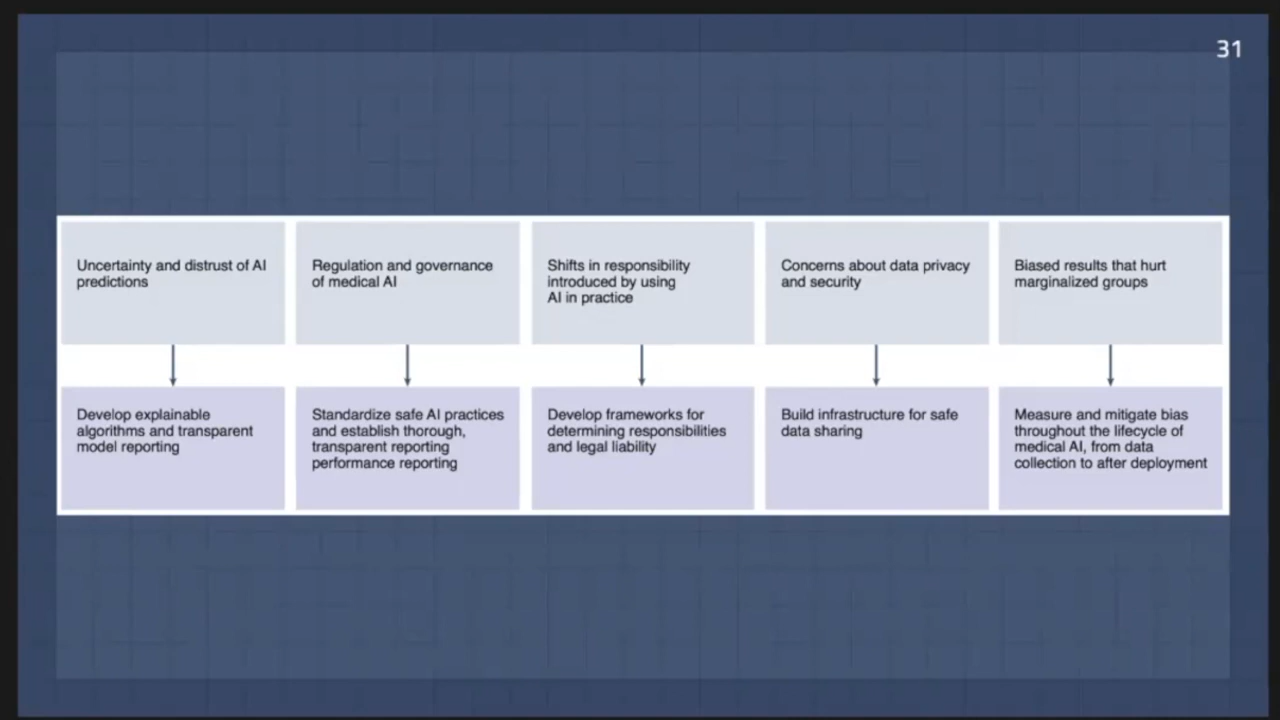 31
Uncertainty and distrust of AI
predictions
Regulation and governance
of medical AI
Shifts in responsibility
introduced by using
AI in practice
Concerns about data privacy
and security
Biased results that hurt
marginalized groups
Develop explainable
algorithms and transparent
model reporting
Standardize safe AI practices
and establish thorough,
transparent reporting
performance reporting
Develop frameworks for
determining responsibilities
and legal liability
Build infrastructure for safe
data sharing
Measure and mitigate bias
throughout the lifecycle of
medical AI, from data
collection to after deployment